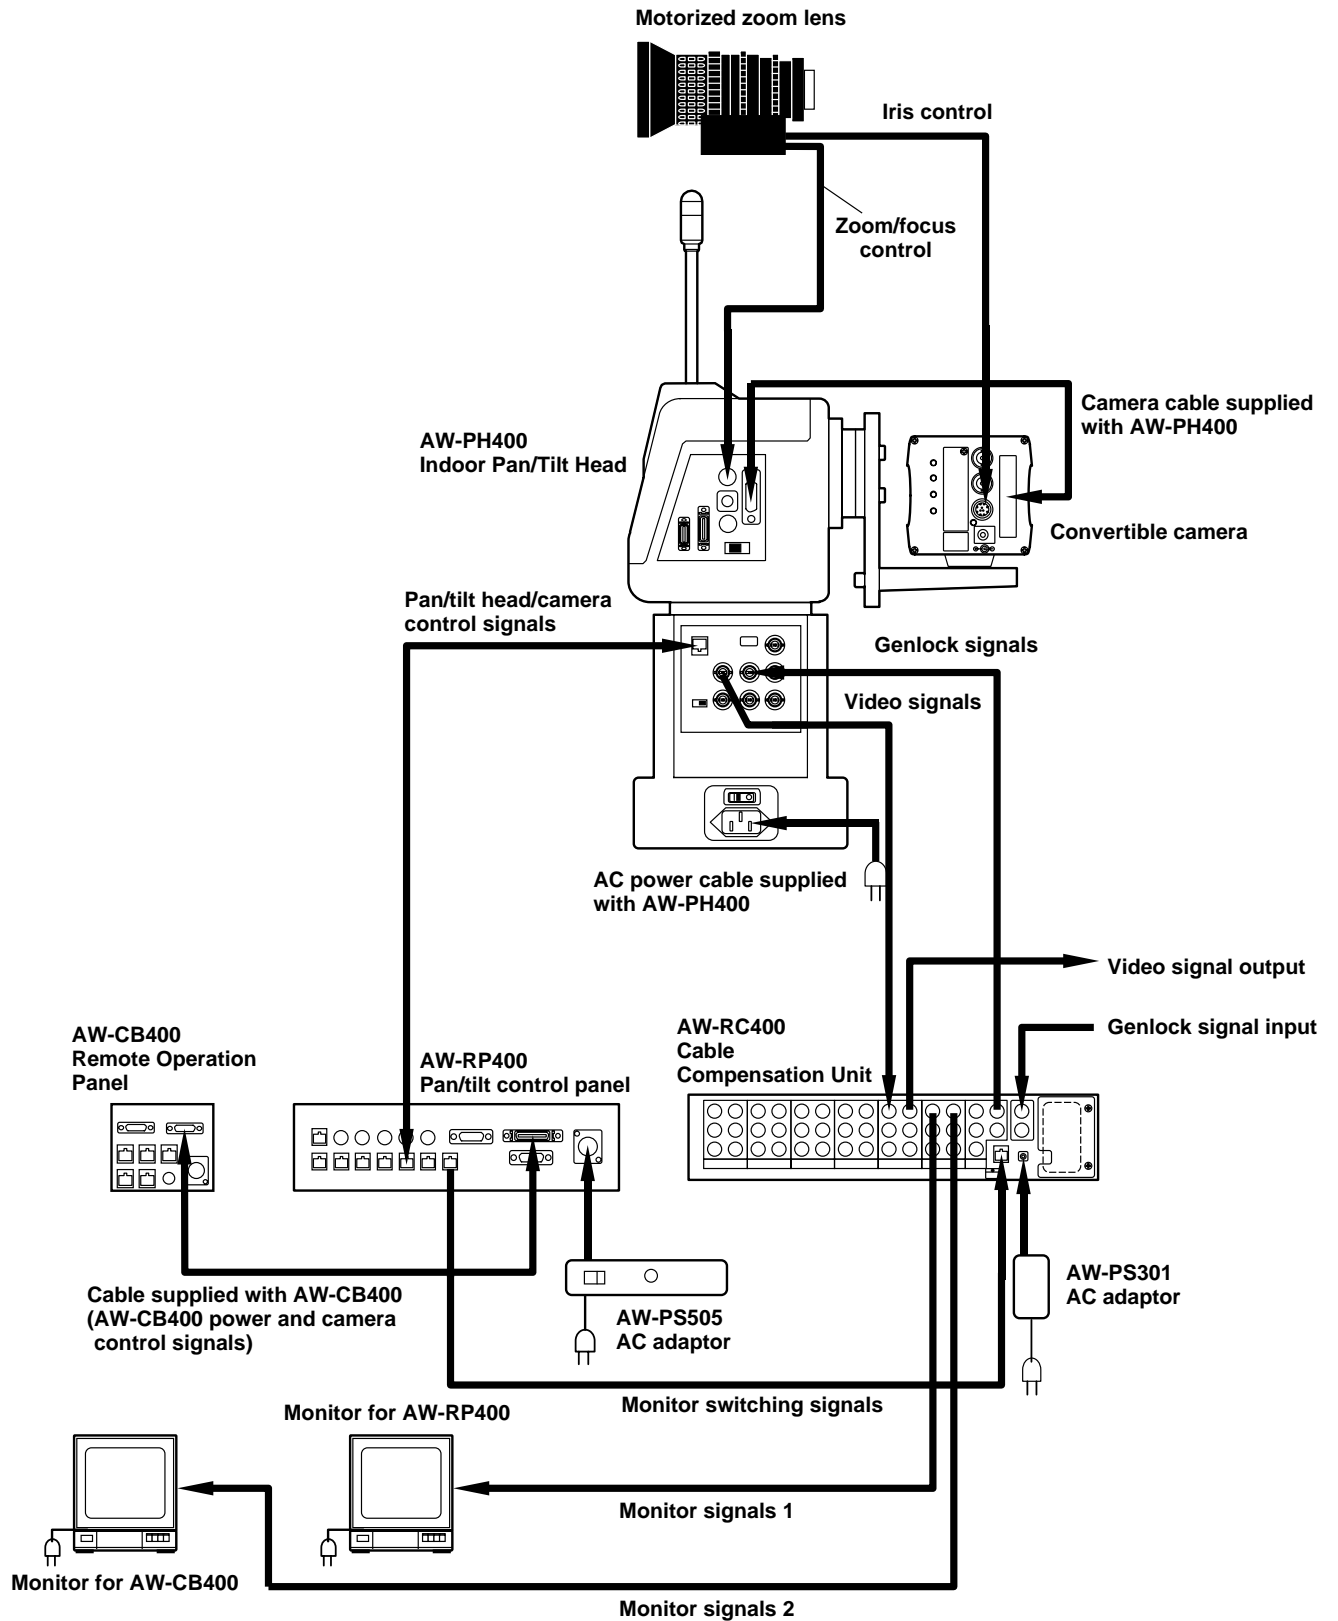 Motorized zoom lens
Iris control
Zoom/focus
control
Camera cable supplied
with AW-PH400
AW-PH400
Indoor Pan/Tilt Head
Convertible camera
Pan/tilt head/camera
control signals
Genlock signals
Video signals
AC power cable supplied
with AW-PH400
Video signal output
Genlock signal input
AW-CB400
Remote Operation
Panel
AW-RP400
Pan/tilt control panel
AW-RC400
Cable
Compensation Unit
Cable supplied with AW-CB400
(AW-CB400 power and camera
control signals)
AW-PS505
AC adaptor
AW-PS301
AC adaptor
Monitor switching signals
Monitor for AW-RP400
Monitor signals 1
Monitor for AW-CB400
Monitor signals 2